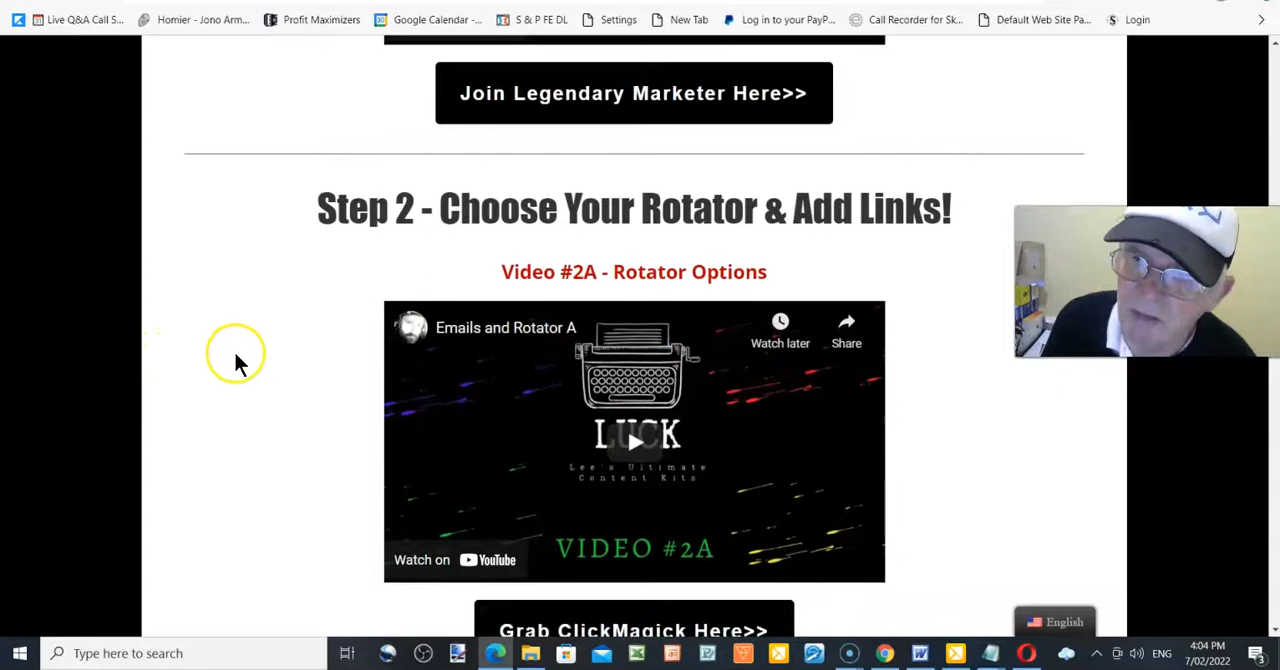 Live Q&A Call S...
Homier - Jono Arm...
Profit Maximizers
Google Calendar -...
S & P FE DL
Settings
New Tab
Log in to your PayP...
Call Recorder for Sk...
Default Web Site Pa...
Login
Join Legendary Marketer Here>>
Step 2 - Choose Your Rotator & Add Links!
Video #2A - Rotator Options
Emails and Rotator A
Watch later
Share
LUCK
Lee's Ultimate
Content Kits
VIDEO #2A
Watch on YouTube
Grab ClickMagick Here>>
English
Type here to search
ENG
4:04 PM
7/02/2022
3